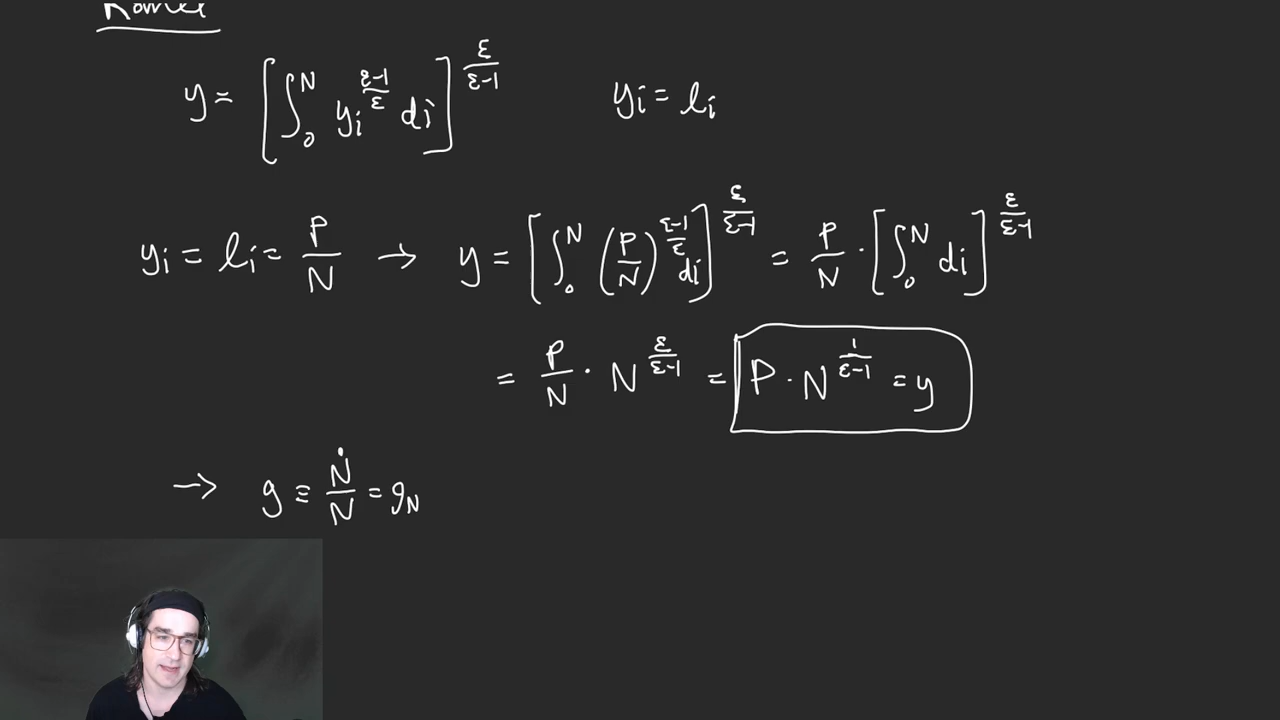 y = [∫₀ᴺ yᵢ^((ε-1)/ε) di]^(ε/(ε-1))    yᵢ = ℓᵢ
yᵢ = ℓᵢ = P/N → y = [∫₀ᴺ (P/N)^((ε-1)/ε) di]^(ε/(ε-1)) = P/N · [∫₀ᴺ di]^(ε/(ε-1))
= P/N · N^(ε/(ε-1)) = P · N^(1/(ε-1)) = y
→ g ≡ Ṅ/N = g_N